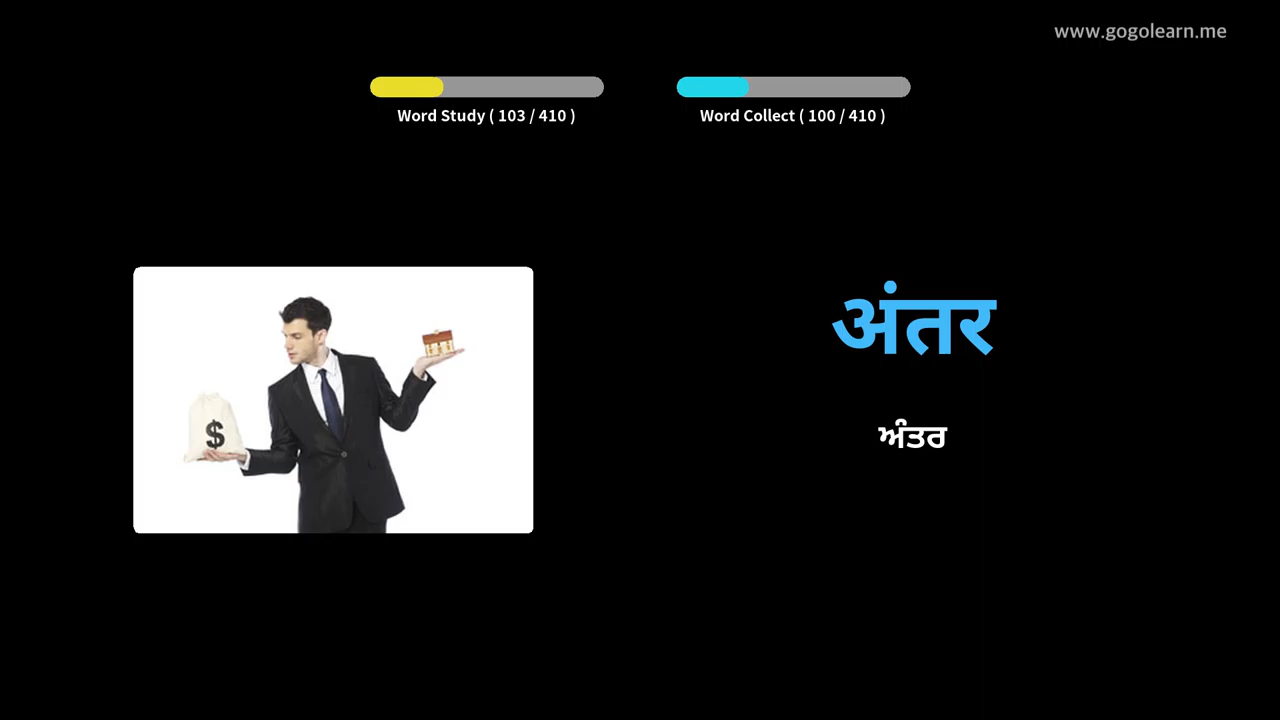 www.gogolearn.me
Word Study ( 103 / 410 )
Word Collect ( 100 / 410 )
अंतर
ਅੰਤਰ
$